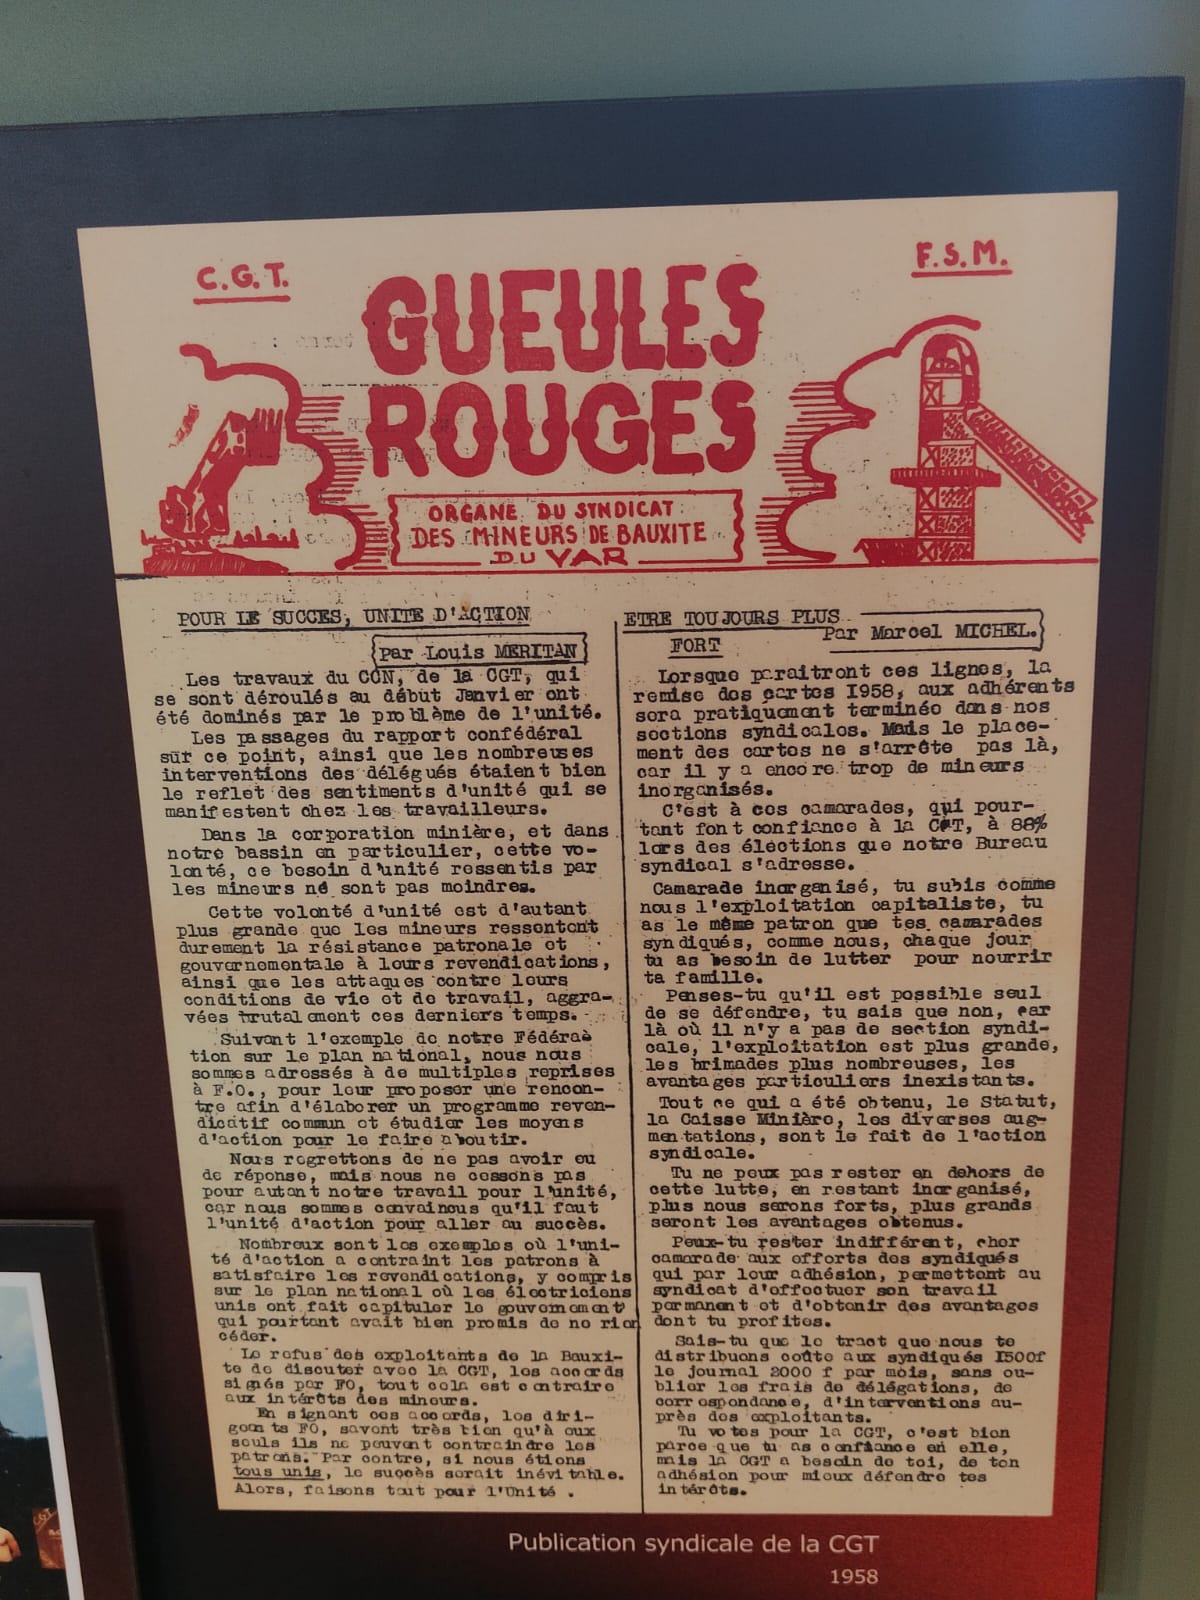 C.G.T.
F.S.M.
GUEULES
ROUGES
ORGANE DU SYNDICAT
DES MINEURS DE BAUXITE
DU VAR
POUR LE SUCCES, UNITE D'ACTION
par Louis MERITAN
Les travaux du CCN, de la CGT, qui
se sont déroulés au début Janvier ont
été dominés par le problème de l'unité.
Les passages du rapport confédéral
sur ce point, ainsi que les nombreuses
interventions des délégués étaient bien
le reflet des sentiments d'unité qui se
manifestent chez les travailleurs.
Dans la corporation minière, et dans
notre bassin en particulier, cette vo-
lonté, ce besoin d'unité ressentis par
les mineurs né sont pas moindres.
Cette volonté d'unité est d'autant
plus grande que les mineurs ressentent
durement la résistance patronale et
gouvernementale à leurs revendications,
ainsi que les attaques contre leurs
conditions de vie et de travail, aggra-
vées brutalement ces derniers temps.
Suivant l'exemple de notre Fédéraè
tion sur le plan national, nous nous
sommes adressés à de multiples reprises
à F.O., pour leur proposer une rencon-
tre afin d'élaborer un programme reven-
dicatif commun et étudier les moyens
d'action pour le faire aboutir.
Nous regrettons de ne pas avoir eu
de réponse, mais nous ne cessons pas
pour autant notre travail pour l'unité,
car nous sommes convaincus qu'il faut
l'unité d'action pour aller au succès.
Nombreux sont les exemples où l'uni-
té d'action a contraint les patrons à
satisfaire les revendications, y compris
sur le plan national où les électriciens
unis ont fait capituler le gouvernement
qui pourtant avait bien promis de ne rien
céder.
Le refus des exploitants de la Bauxi-
te de discuter avec la CGT, les accords
signés par FO, tout cela est contraire
aux intérêts des mineurs.
En signant ces accords, les diri-
geants FO, savent très bien qu'à eux
seuls ils ne peuvent contraindre les
patrons. Par contre, si nous étions
tous unis, le succès serait inévitable.
Alors, faisons tout pour l'Unité .
ETRE TOUJOURS PLUS
FORT
Par Marcel MICHEL.
Lorsque paraitront ces lignes, la
remise des cartes 1958, aux adhérents
sera pratiquement terminée dans nos
sections syndicales. Mais le place-
ment des cartes ne s'arrête pas là,
car il y a encore trop de mineurs
inorganisés.
C'est à ces camarades, qui pour-
tant font confiance à la CGT, à 88%
lors des élections que notre Bureau
syndical s'adresse.
Camarade inorganisé, tu subis comme
nous l'exploitation capitaliste, tu
as le même patron que tes camarades
syndiqués, comme nous, chaque jour
tu as besoin de lutter pour nourrir
ta famille.
Penses-tu qu'il est possible seul
de se défendre, tu sais que non, car
là où il n'y a pas de section syndi-
cale, l'exploitation est plus grande,
les brimades plus nombreuses, les
avantages particuliers inexistants.
Tout ce qui a été obtenu, le Statut,
la Caisse Minière, les diverses aug-
mentations, sont le fait de l'action
syndicale.
Tu ne peux pas rester en dehors de
cette lutte, en restant inorganisé,
plus nous serons forts, plus grands
seront les avantages obtenus.
Peux-tu rester indifférent, cher
camarade aux efforts des syndiqués
qui par leur adhésion, permettent au
syndicat d'effectuer son travail
permanent et d'obtenir des avantages
dont tu profites.
Sais-tu que le tract que nous te
distribuons coûte aux syndiqués 1500f
le journal 2000 f par mois, sans ou-
blier les frais de délégations, de
correspondance, d'interventions au-
près des exploitants.
Tu votes pour la CGT, c'est bien
parce que tu as confiance en elle,
mais la CGT a besoin de toi, de ton
adhésion pour mieux défendre tes
intérêts.
Publication syndicale de la CGT
1958